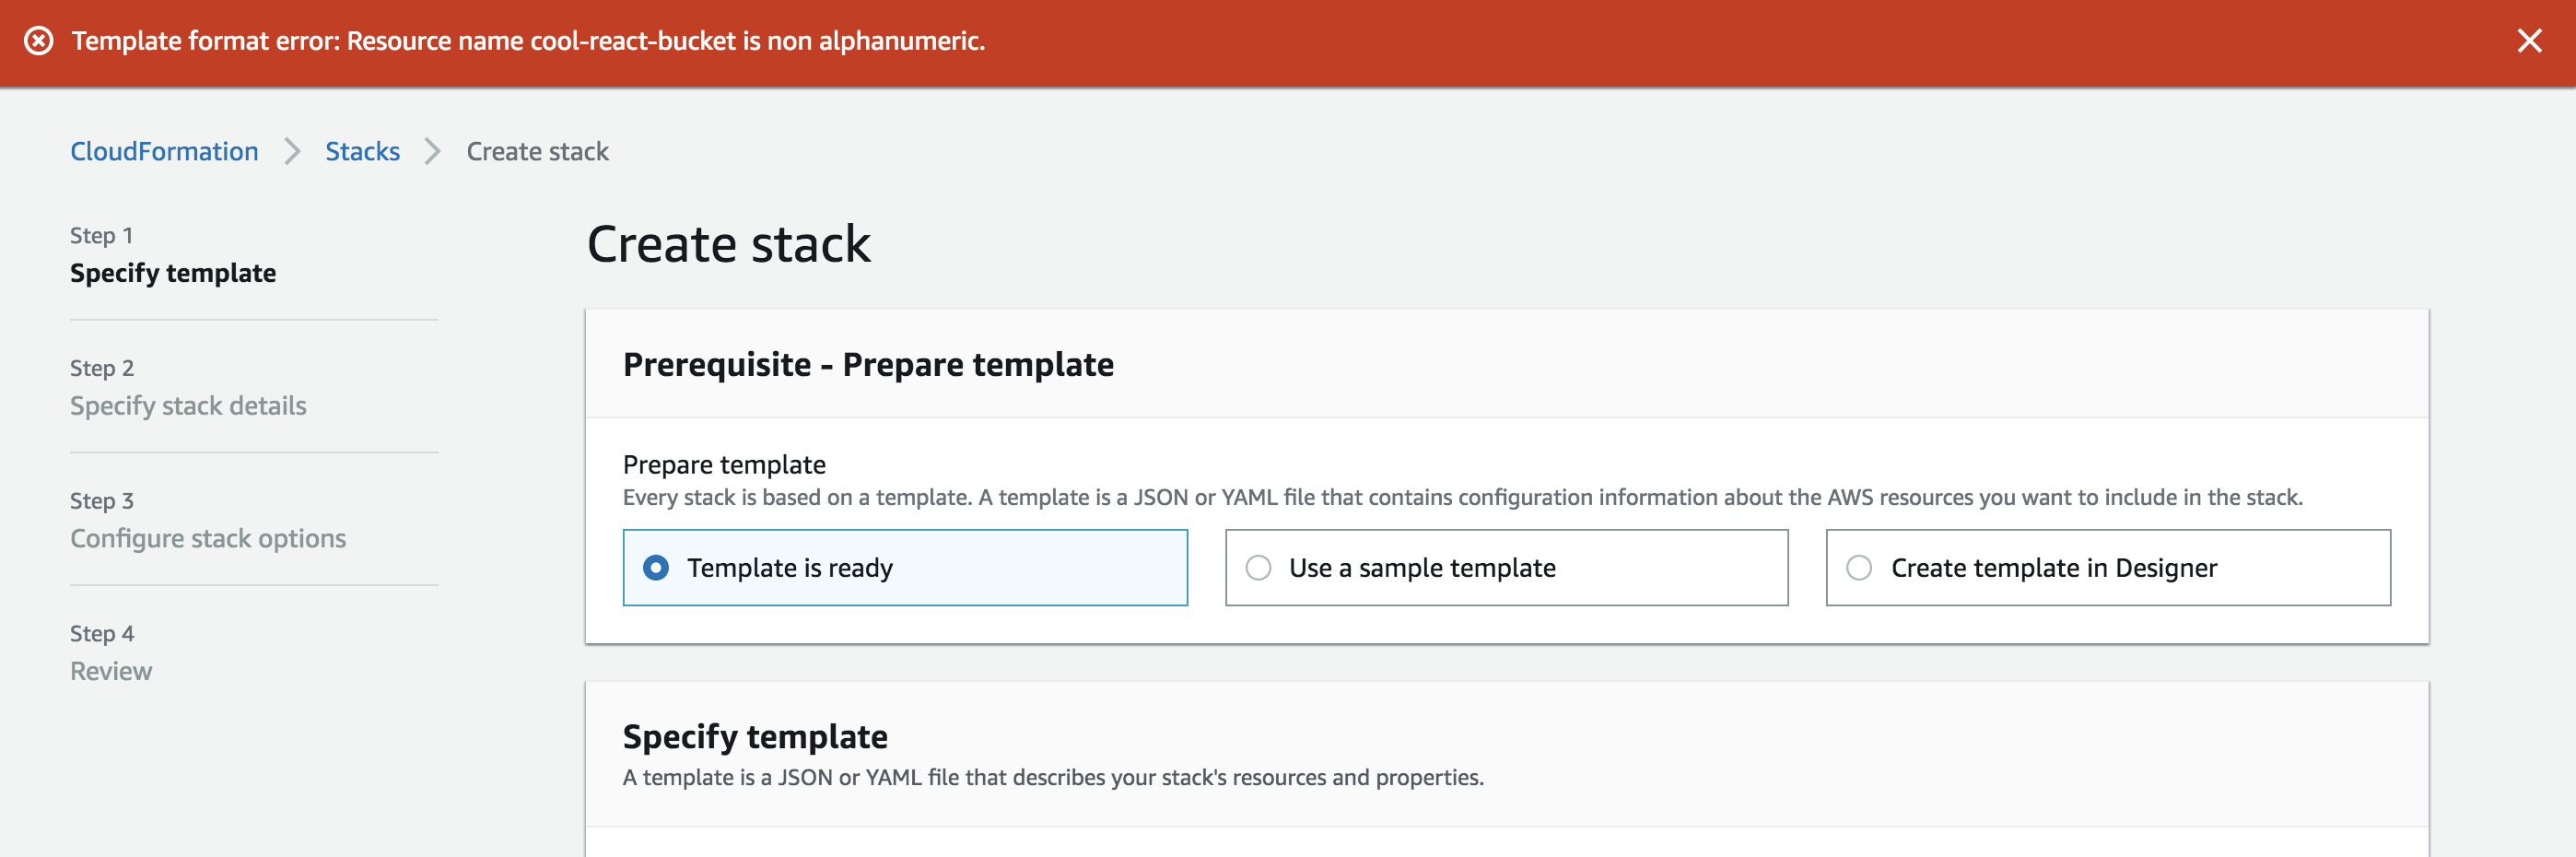 Template format error: Resource name cool-react-bucket is non alphanumeric.
CloudFormation
Stacks
Create stack
Step 1
Specify template
Step 2
Specify stack details
Step 3
Configure stack options
Step 4
Review
Create stack
Prerequisite - Prepare template
Prepare template
Every stack is based on a template. A template is a JSON or YAML file that contains configuration information about the AWS resources you want to include in the stack.
Template is ready
Use a sample template
Create template in Designer
Specify template
A template is a JSON or YAML file that describes your stack's resources and properties.